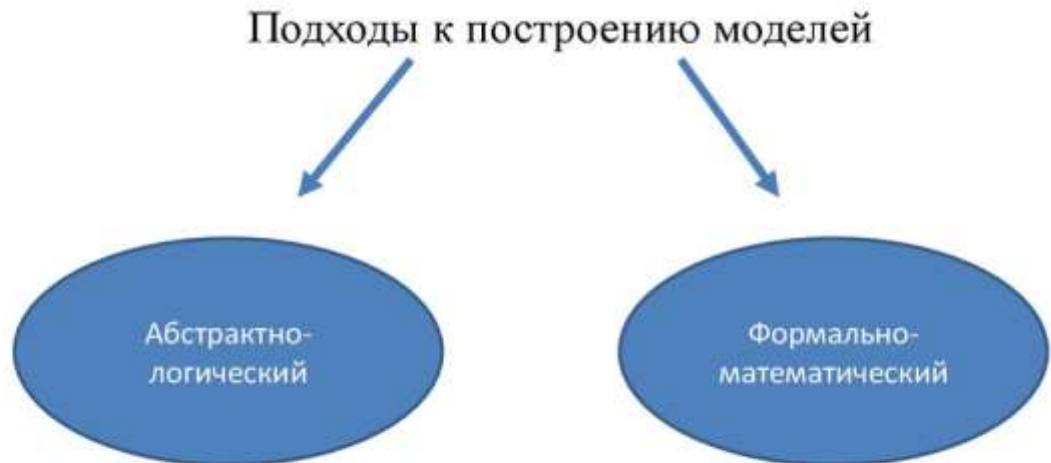 Подходы к построению моделей
Абстрактно-
логический
Формально-
математический